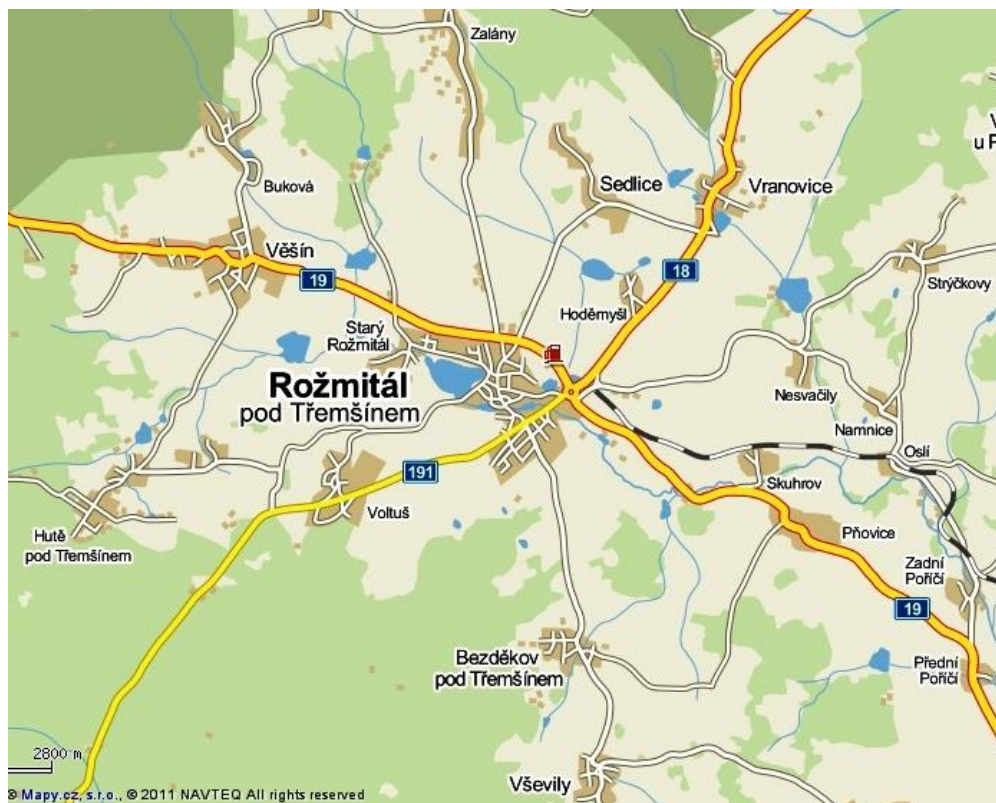 Zalány
V
u P
Sedlice
Vranovice
Buková
Věšín
19
18
Strýčkovy
Hoděmyšl
Starý
Rožmitál
Rožmitál
pod Třemšínem
Nesvačily
Namnice
Oslí
191
Skuhrov
Voltuš
Pňovice
Hutě
pod Třemšínem
Zadní
Poříčí
19
Bezděkov
pod Třemšínem
Přední
Poříčí
2800 m
Vševily
© Mapy.cz, s.r.o., © 2011 NAVTEQ All rights reserved